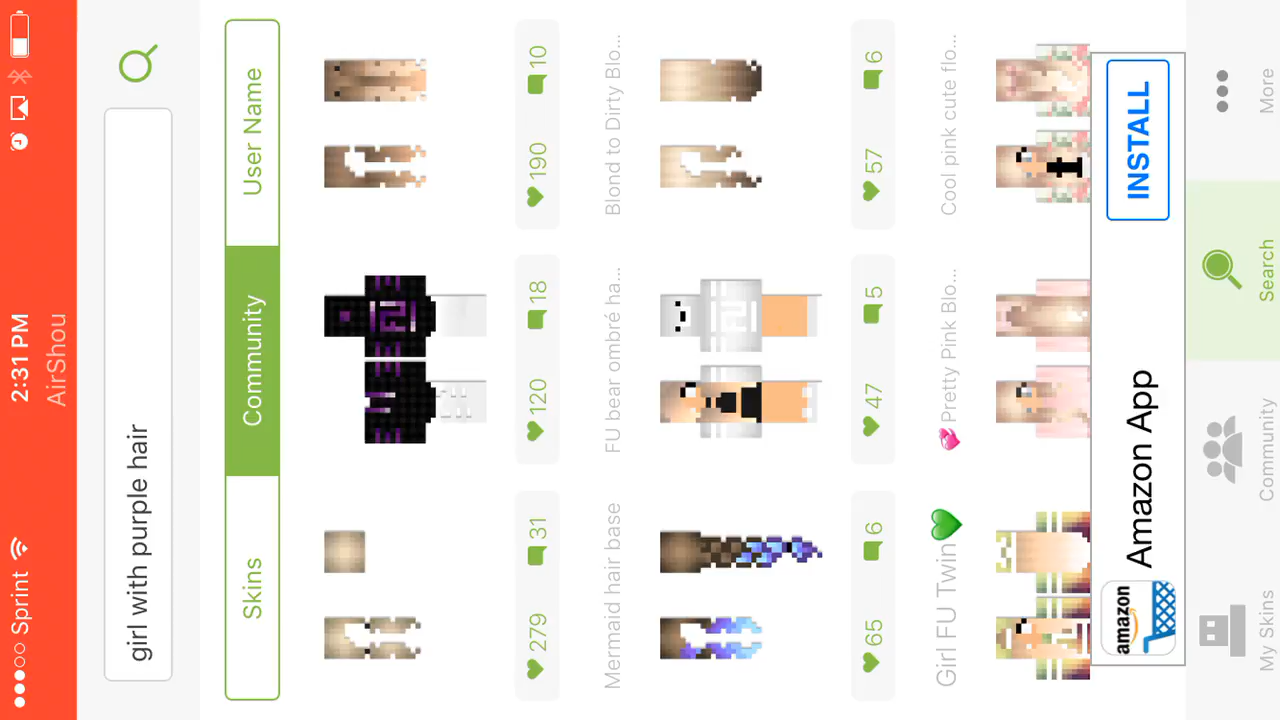 Sprint 2:31 PM
AirShou
girl with purple hair
Skins Community User Name
279 31 120 18 190 10
Mermaid hair base FU bear ombré ha... Blond to Dirty Blo...
65 6 47 5 57 6
Girl FU Twin💚 💞Pretty Pink Blo... Cool pink cute flo...
amazon Amazon App INSTALL
My Skins Community Search More